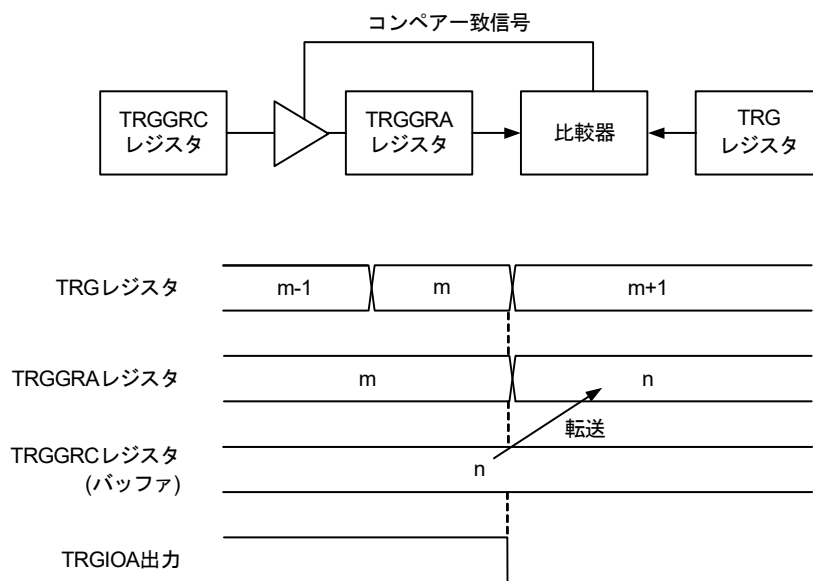 コンペア一致信号
TRGGRC
レジスタ
TRGGRA
レジスタ
比較器
TRG
レジスタ
TRGレジスタ
m-1
m
m+1
TRGGRAレジスタ
m
n
転送
TRGGRCレジスタ
(バッファ)
n
TRGIOA出力